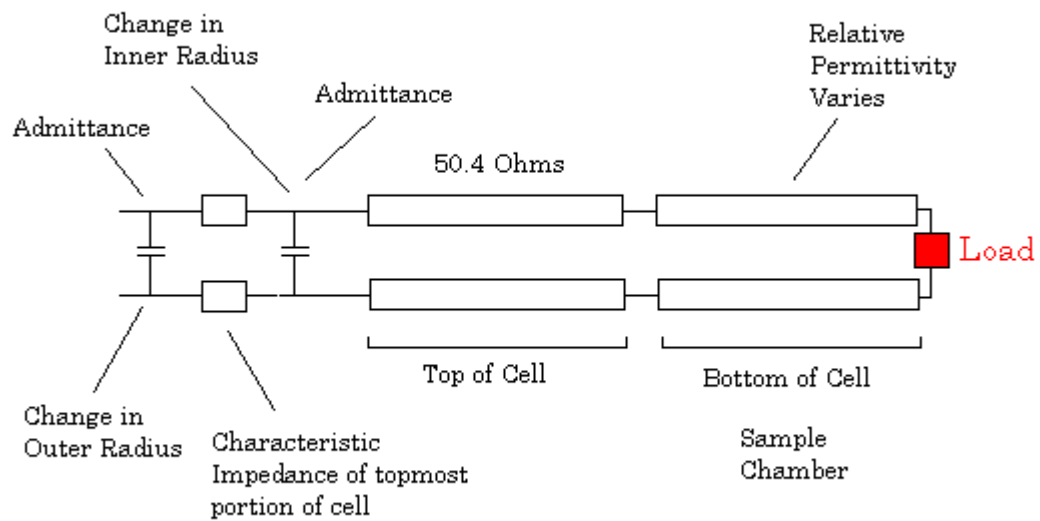 Change in
Inner Radius
Admittance
Admittance
Relative
Permittivity
Varies
50.4 Ohms
Load
Top of Cell
Bottom of Cell
Change in
Outer Radius
Characteristic
Impedance of topmost
portion of cell
Sample
Chamber